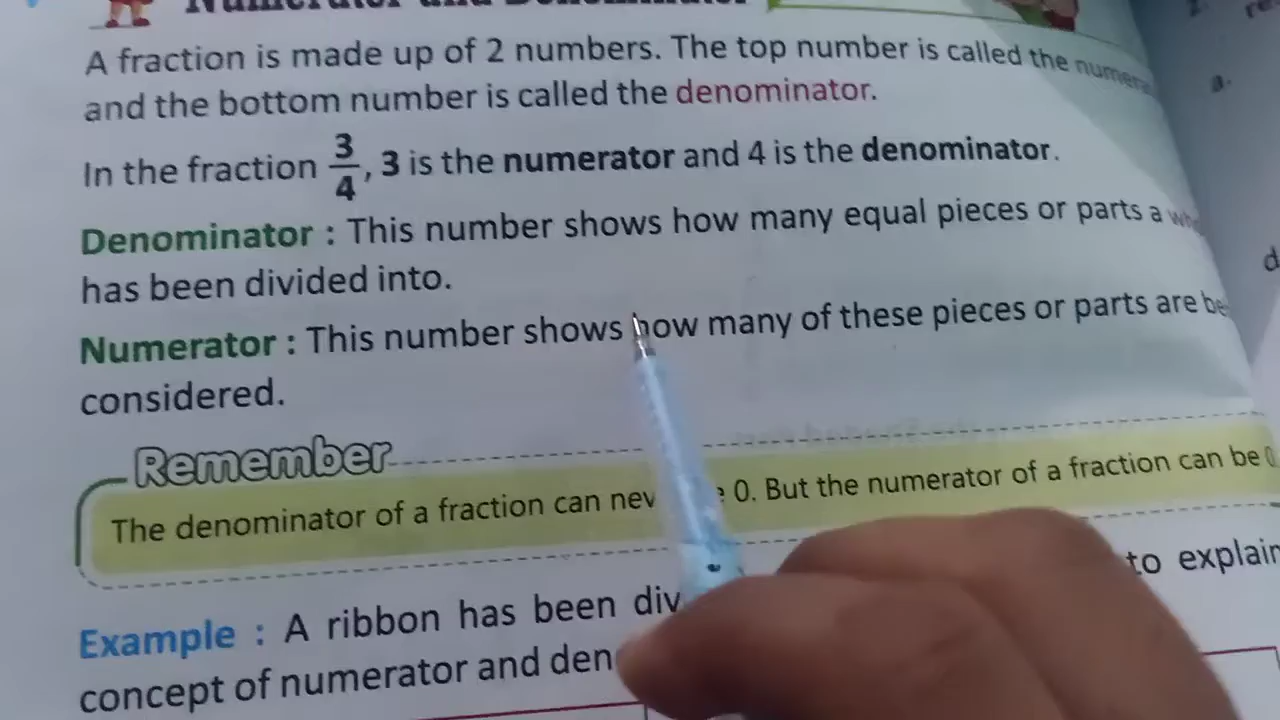 Numerator and Denominator
A fraction is made up of 2 numbers. The top number is called the
and the bottom number is called the denominator.
In the fraction 3/4, 3 is the numerator and 4 is the denominator.
Denominator : This number shows how many equal pieces or parts a
has been divided into.
Numerator : This number shows how many of these pieces or parts are
considered.
Remember
The denominator of a fraction can 0. But the numerator of a fraction can be 0
Example : A ribbon has been to explain
concept of numerator and